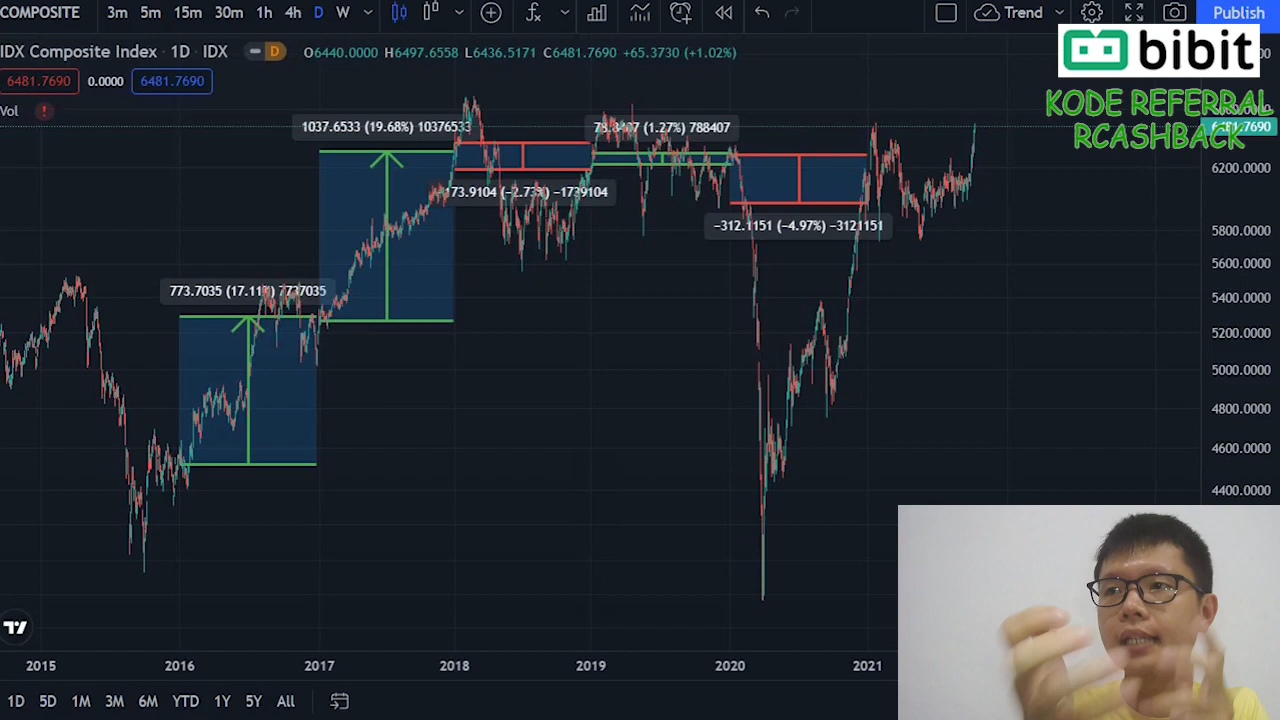 COMPOSITE 3m 5m 15m 30m 1h 4h D W Trend Publish
IDX Composite Index · 1D · IDX D O6440.0000 H6497.6558 L6436.5171 C6481.7690 +65.3730 (+1.02%)
6481.7690 0.0000 6481.7690
Vol
bibit
KODE REFERRAL
RCASHBACK
1037.6533 (19.68%) 10376533
788407
−173.9104 (−2.73%) −1739104
−312.1151 (−4.97%) −3121151
773.7035 (17.11%) 7737035
6481.7690
6200.0000
5800.0000
5600.0000
5400.0000
5200.0000
5000.0000
4800.0000
4600.0000
4400.0000
2015 2016 2017 2018 2019 2020 2021
1D 5D 1M 3M 6M YTD 1Y 5Y All